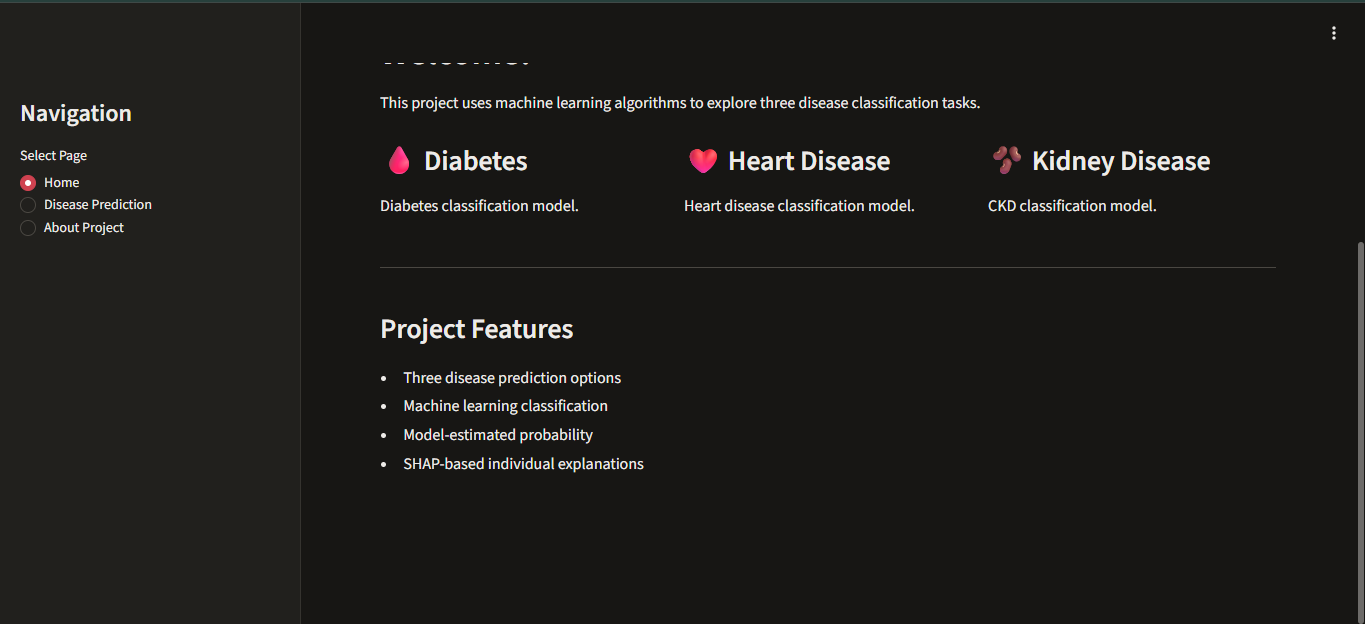 Navigation
Select Page
Home
Disease Prediction
About Project
This project uses machine learning algorithms to explore three disease classification tasks.
Diabetes
Heart Disease
Kidney Disease
Diabetes classification model.
Heart disease classification model.
CKD classification model.
Project Features
• Three disease prediction options
• Machine learning classification
• Model-estimated probability
• SHAP-based individual explanations